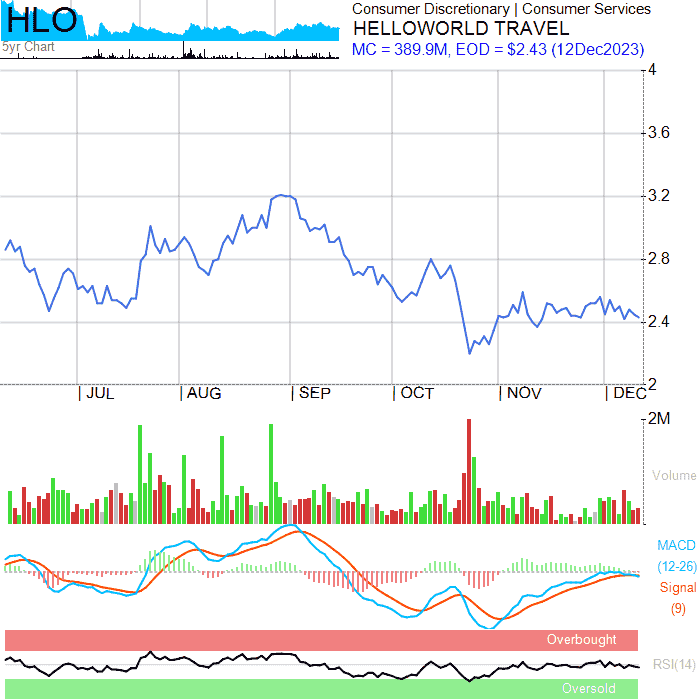 HLO
5yr Chart
Consumer Discretionary | Consumer Services
HELLOWORLD TRAVEL
MC = 389.9M, EOD = $2.43 (12Dec2023)
4
3.6
3.2
2.8
2.4
2
JUL
AUG
SEP
OCT
NOV
DEC
2M
Volume
MACD
(12-26)
Signal
(9)
Overbought
RSI(14)
Oversold